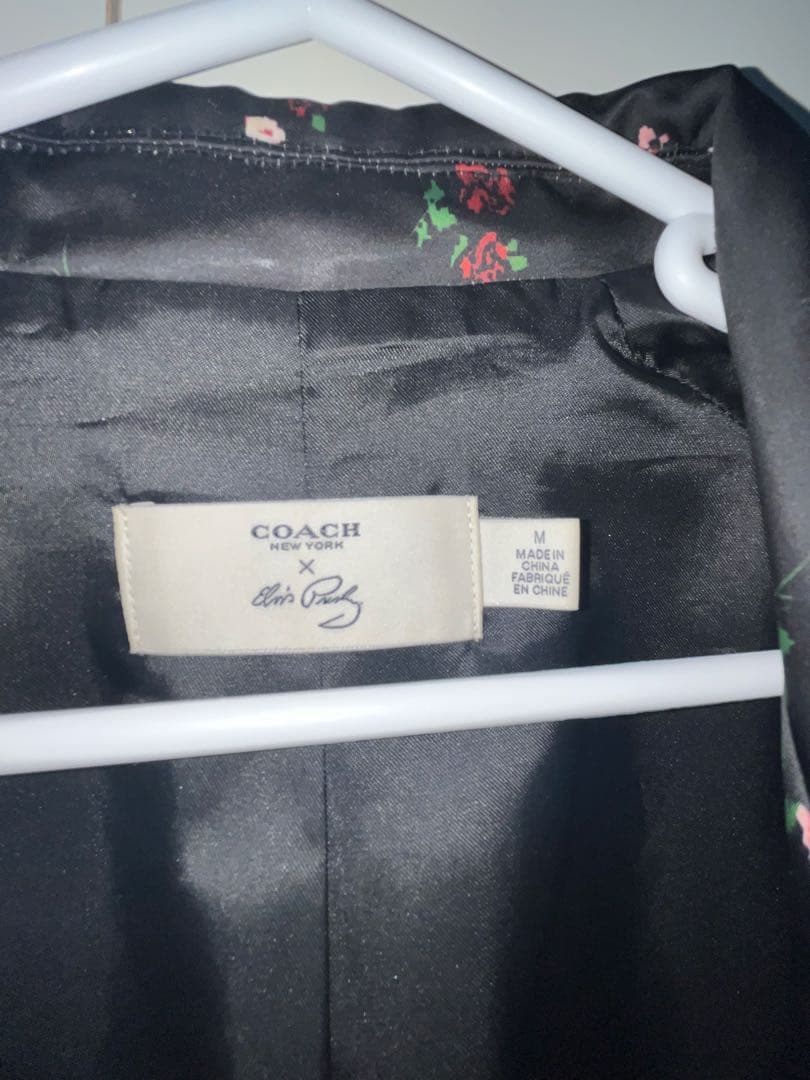 COACH
NEW YORK
X
Elvis Presley
M
MADE IN
CHINA
FABRIQUÉ
EN CHINE